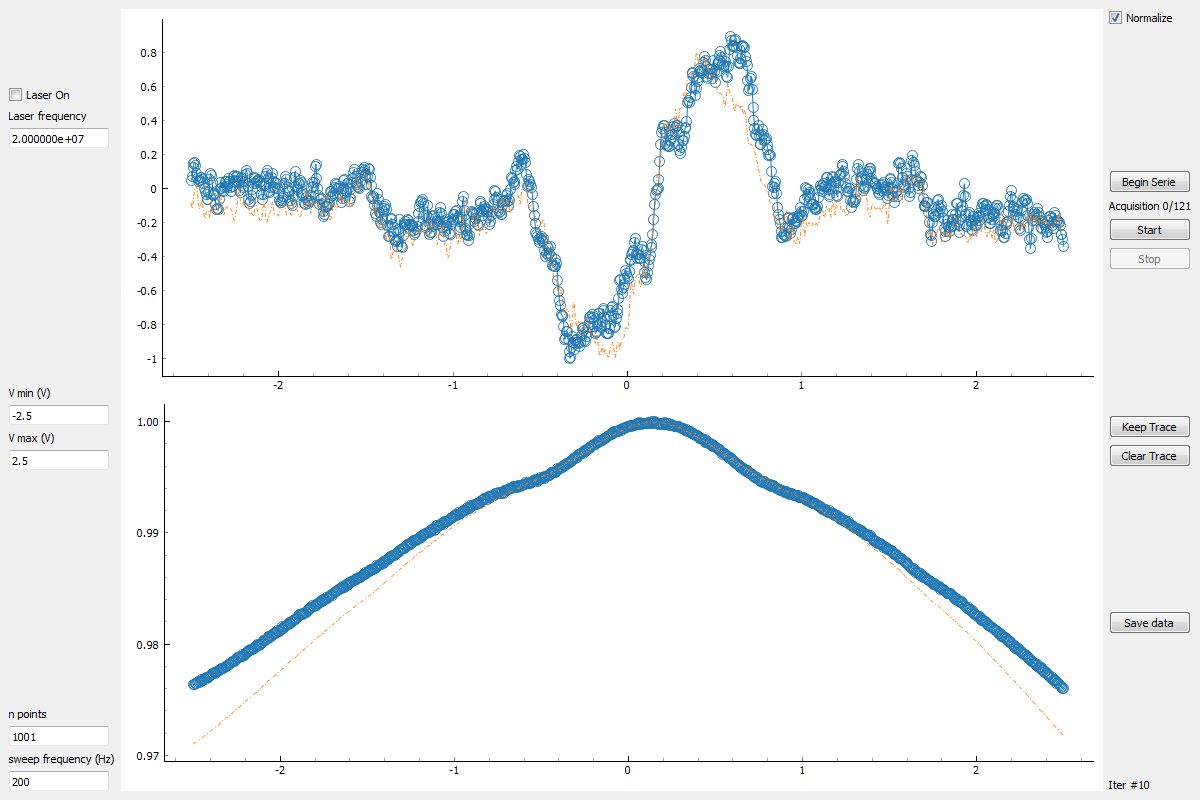 Normalize
Laser On
Laser frequency
2.000000e+07
Begin Serie
Acquisition 0/121
Start
Stop
0.8
0.6
0.4
0.2
0
-0.2
-0.4
-0.6
-0.8
-1
-2 -1 0 1 2
V min (V)
-2.5
V max (V)
2.5
Keep Trace
Clear Trace
1.00
0.99
0.98
0.97
-2 -1 0 1 2
Save data
n points
1001
sweep frequency (Hz)
200
Iter #10